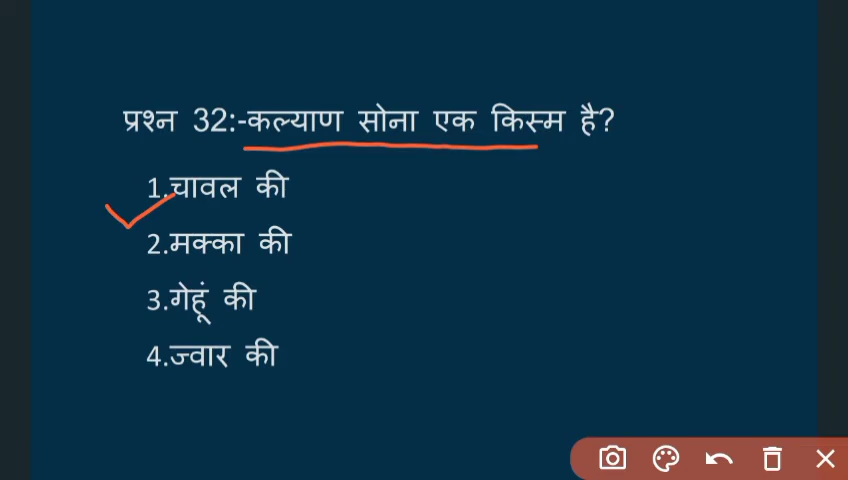 प्रश्न 32:-कल्याण सोना एक किस्म है?
1.चावल की
2.मक्का की
3.गेहूं की
4.ज्वार की